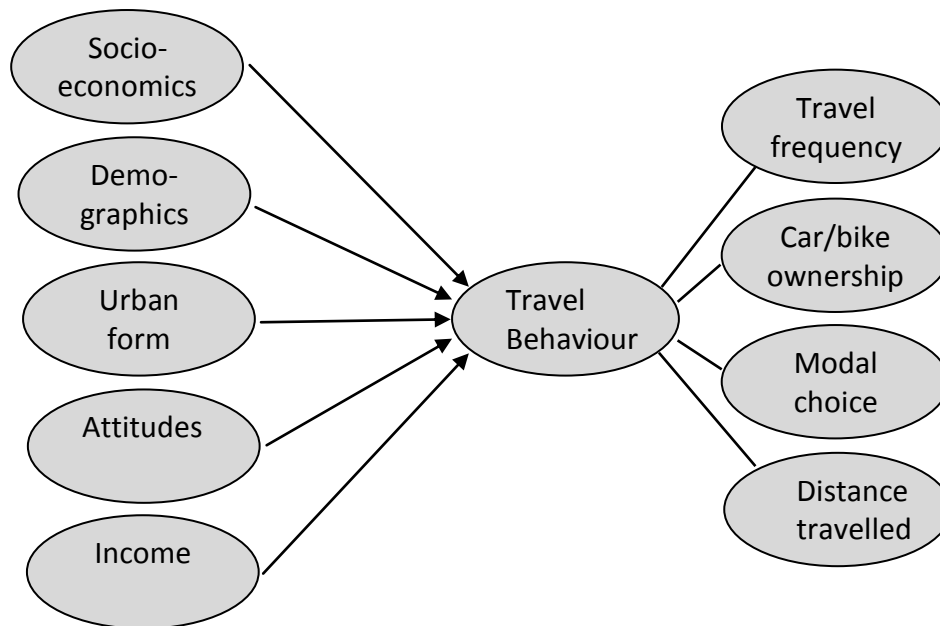 Socio-
economics
Demo-
graphics
Urban
form
Attitudes
Income
Travel
Behaviour
Travel
frequency
Car/bike
ownership
Modal
choice
Distance
travelled